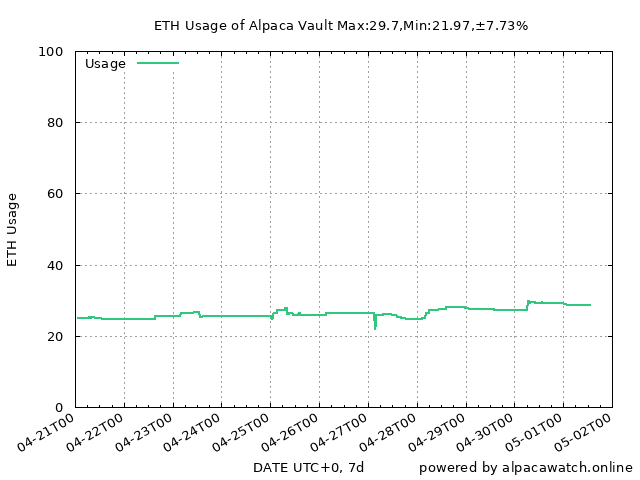 ETH Usage of Alpaca Vault Max:29.7,Min:21.97,±7.73%
Usage
100
80
60
40
20
0
ETH Usage
04-21T00
04-22T00
04-23T00
04-24T00
04-25T00
04-26T00
04-27T00
04-28T00
04-29T00
04-30T00
05-01T00
05-02T00
DATE UTC+0, 7d
powered by alpacawatch.online